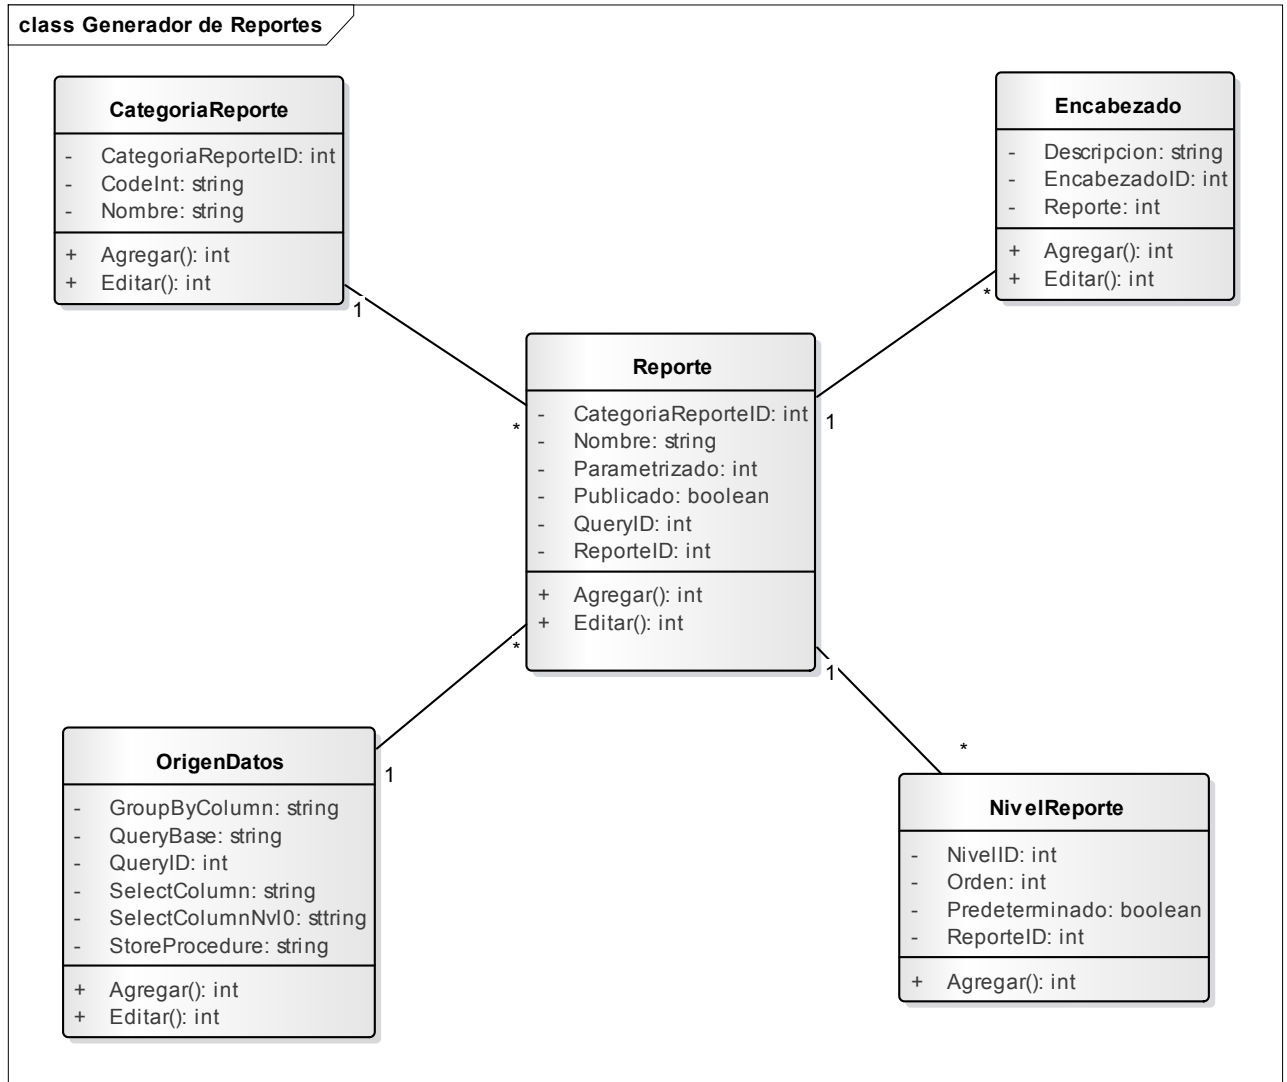 class Generador de Reportes
CategoriaReporte
- CategoriaReporteID: int
- CodeInt: string
- Nombre: string
+ Agregar(): int
+ Editar(): int
1
Encabezado
- Descripcion: string
- EncabezadoID: int
- Reporte: int
+ Agregar(): int
+ Editar(): int
*
Reporte
- CategoriaReporteID: int
- Nombre: string
- Parametrizado: int
- Publicado: boolean
- QueryID: int
- ReporteID: int
+ Agregar(): int
+ Editar(): int
*
1
*
1
OrigenDatos
- GroupByColumn: string
- QueryBase: string
- QueryID: int
- SelectColumn: string
- SelectColumnNvl0: sttring
- StoreProcedure: string
+ Agregar(): int
+ Editar(): int
1
*
NivelReporte
- NivelID: int
- Orden: int
- Predeterminado: boolean
- ReporteID: int
+ Agregar(): int